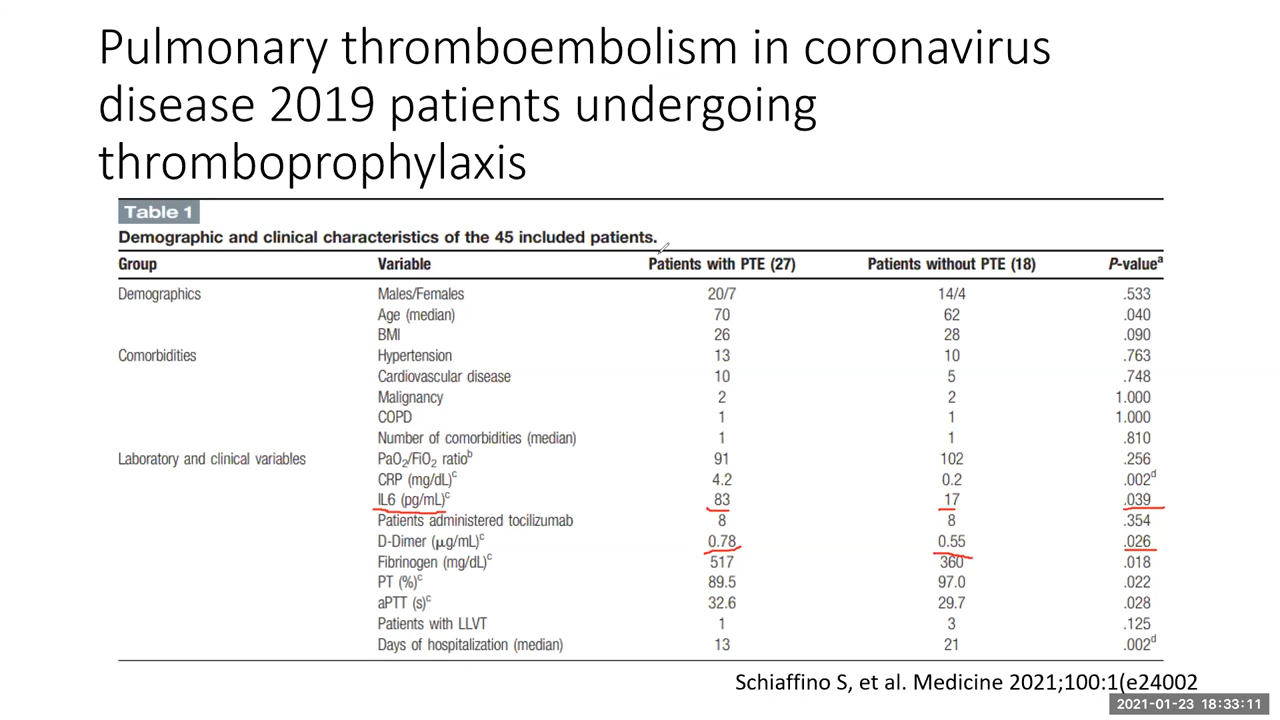 Pulmonary thromboembolism in coronavirus
disease 2019 patients undergoing
thromboprophylaxis
Table 1
Demographic and clinical characteristics of the 45 included patients.
Group Variable Patients with PTE (27) Patients without PTE (18) P-valueᵃ
Demographics Males/Females 20/7 14/4 .533
Age (median) 70 62 .040
BMI 26 28 .090
Comorbidities Hypertension 13 10 .763
Cardiovascular disease 10 5 .748
Malignancy 2 2 1.000
COPD 1 1 1.000
Number of comorbidities (median) 1 1 .810
Laboratory and clinical variables PaO₂/FiO₂ ratioᵇ 91 102 .256
CRP (mg/dL)ᶜ 4.2 0.2 .002ᵈ
IL6 (pg/mL)ᶜ 83 17 .039
Patients administered tocilizumab 8 8 .354
D-Dimer (μg/mL)ᶜ 0.78 0.55 .026
Fibrinogen (mg/dL)ᶜ 517 360 .018
PT (%)ᶜ 89.5 97.0 .022
aPTT (s)ᶜ 32.6 29.7 .028
Patients with LLVT 1 3 .125
Days of hospitalization (median) 13 21 .002ᵈ
Schiaffino S, et al. Medicine 2021;100:1(e24002
2021-01-23 18:33:11